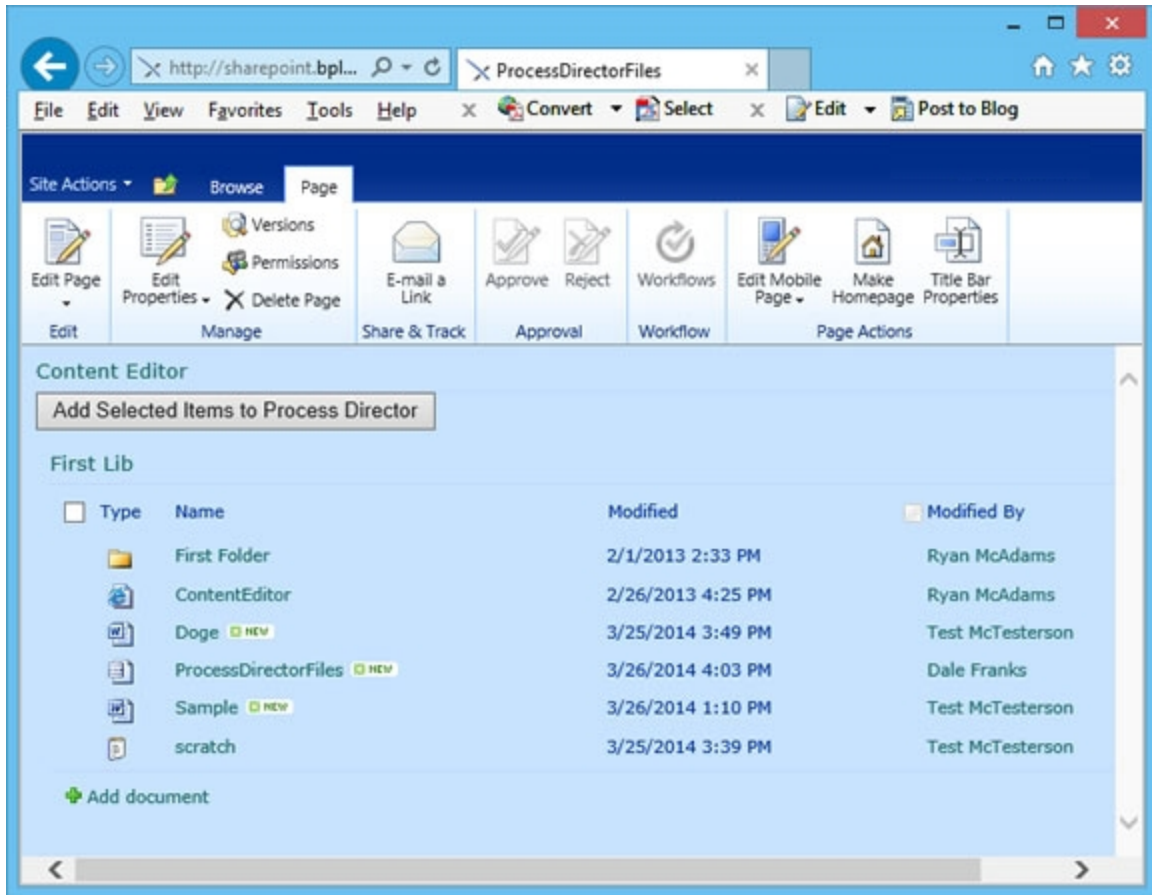 http://sharepoint.bpl... ProcessDirectorFiles
File Edit View Favorites Tools Help Convert Select Edit Post to Blog
Site Actions Browse Page
Edit Page
Edit Properties
Versions
Permissions
Delete Page
E-mail a Link
Approve Reject
Workflows
Edit Mobile Page
Make Homepage
Title Bar Properties
Edit Manage Share & Track Approval Workflow Page Actions
Content Editor
Add Selected Items to Process Director
First Lib
Type Name Modified Modified By
First Folder 2/1/2013 2:33 PM Ryan McAdams
ContentEditor 2/26/2013 4:25 PM Ryan McAdams
Doge NEW 3/25/2014 3:49 PM Test McTesterson
ProcessDirectorFiles NEW 3/26/2014 4:03 PM Dale Franks
Sample NEW 3/26/2014 1:10 PM Test McTesterson
scratch 3/25/2014 3:39 PM Test McTesterson
Add document